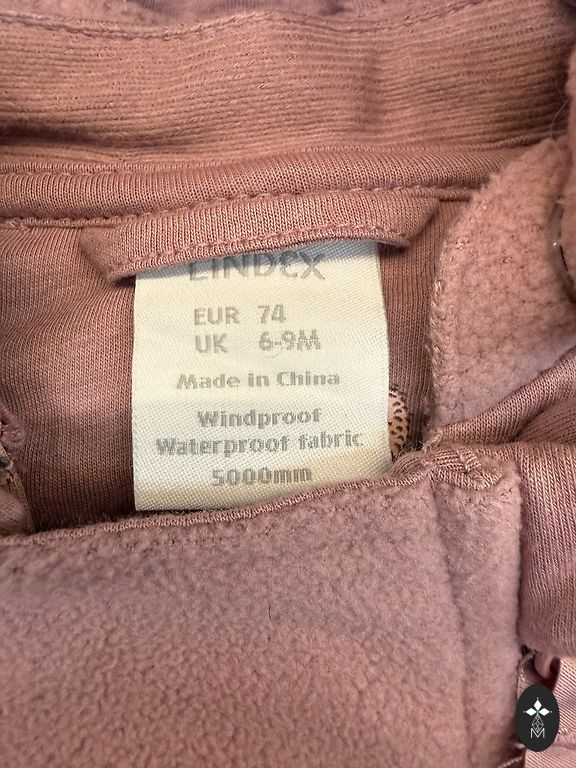 LINDEX
EUR 74
UK 6-9M
Made in China
Windproof
Waterproof fabric
5000mm
M